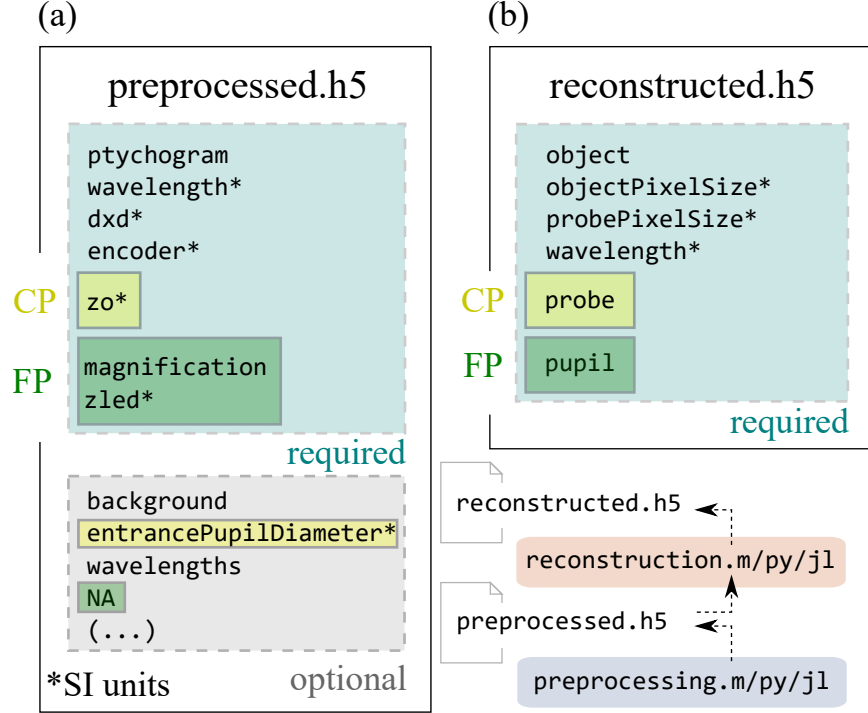 (a)
preprocessed.h5
ptychogram
wavelength*
dxd*
encoder*
CP
zo*
FP
magnification
zled*
required
background
entrancePupilDiameter*
wavelengths
NA
(...)
*SI units
optional
(b)
reconstructed.h5
object
objectPixelSize*
probePixelSize*
wavelength*
CP
probe
FP
pupil
required
reconstructed.h5
reconstruction.m/py/jl
preprocessed.h5
preprocessing.m/py/jl